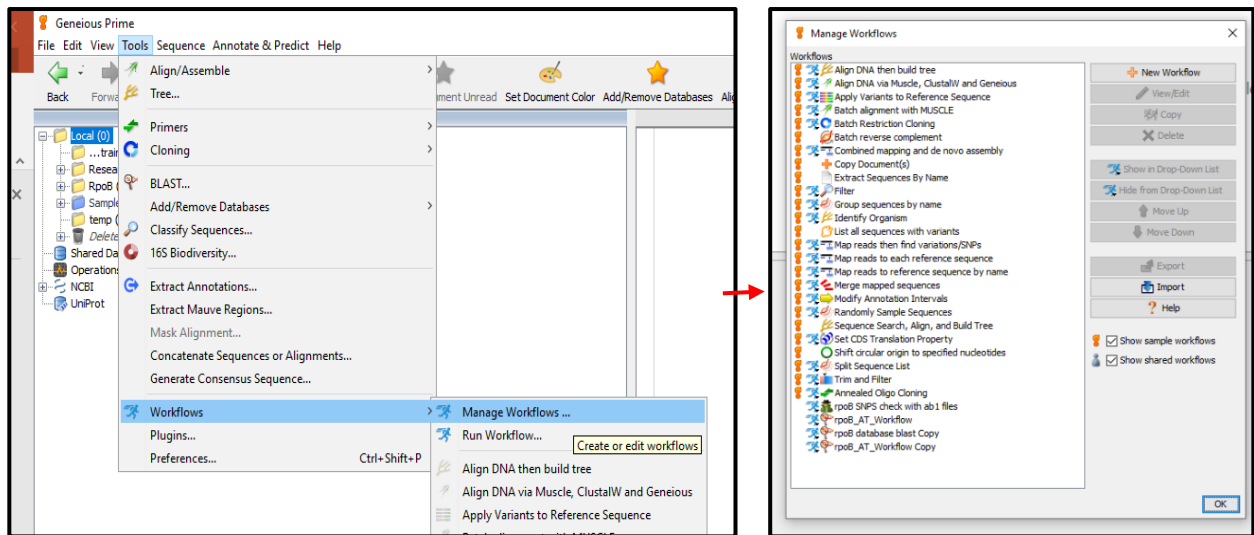 Geneious Prime
File Edit View Tools Sequence Annotate & Predict Help
Back
Unread Set Document Color Add/Remove Databases
Local (0)
RpoB
Sample
temp
Shared
NCBI
UniProt
Align/Assemble
Tree...
Primers
Cloning
BLAST...
Add/Remove Databases
Classify Sequences...
16S Biodiversity...
Extract Annotations...
Extract Mauve Regions...
Mask Alignment...
Concatenate Sequences or Alignments...
Generate Consensus Sequence...
Workflows
Plugins...
Preferences... Ctrl+Shift+P
Manage Workflows ...
Run Workflow...
Create or edit workflows
Align DNA then build tree
Align DNA via Muscle, ClustalW and Geneious
Apply Variants to Reference Sequence
Manage Workflows
Workflows
Align DNA then build tree
Align DNA via Muscle, ClustalW and Geneious
Apply Variants to Reference Sequence
Batch alignment with MUSCLE
Batch Restriction Cloning
Batch reverse complement
Combined mapping and de novo assembly
Copy Document(s)
Extract Sequences By Name
Filter
Group sequences by name
Identify Organism
List all sequences with variants
Map reads then find variations/SNPs
Map reads to each reference sequence
Map reads to reference sequence by name
Merge mapped sequences
Modify Annotation Intervals
Randomly Sample Sequences
Sequence Search, Align, and Build Tree
Set CDS Translation Property
Shift circular origin to specified nucleotides
Split Sequence List
Trim and Filter
Annealed Oligo Cloning
rpoB SNPS check with ab1 files
rpoB_AT_Workflow
rpoB database blast Copy
rpoB_AT_Workflow Copy
New Workflow
View/Edit
Copy
Delete
Show in Drop-Down List
Hide from Drop-Down List
Move Up
Move Down
Export
Import
Help
Show sample workflows
Show shared workflows
OK